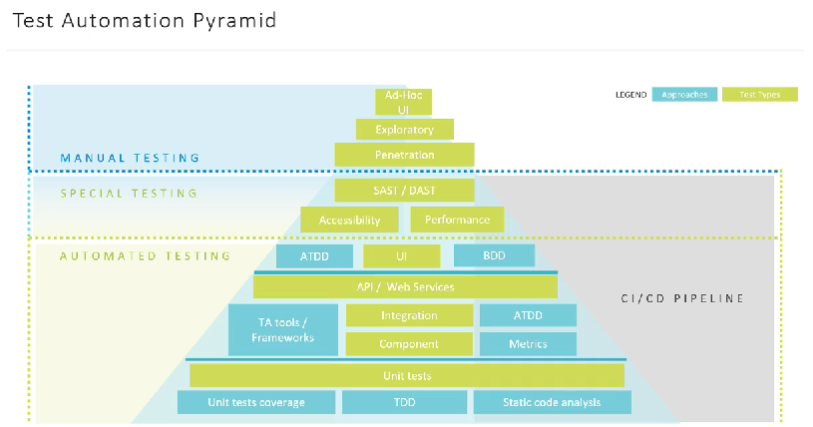 Test Automation Pyramid
LEGEND Approaches Test Types
Ad-Hoc
UI
Exploratory
MANUAL TESTING Penetration
SPECIAL TESTING SAST / DAST
Accessibility Performance
AUTOMATED TESTING ATDD UI BDD
API / Web Services
CI/CD PIPELINE
TA tools /
Frameworks
Integration ATDD
Component Metrics
Unit tests
Unit tests coverage TDD Static code analysis